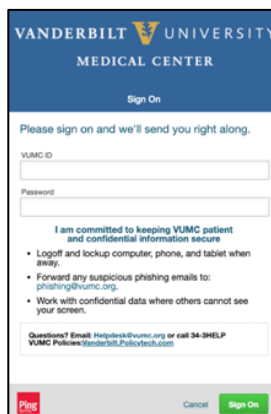 VANDERBILT UNIVERSITY
MEDICAL CENTER
Sign On
Please sign on and we'll send you right along.
VUMC ID
Password
I am committed to keeping VUMC patient
and confidential information secure
• Logoff and lockup computer, phone, and tablet when
away.
• Forward any suspicious phishing emails to:
phishing@vumc.org.
• Work with confidential data where others cannot see
your screen.
Questions? Email: Helpdesk@vumc.org or call 34-3HELP
VUMC Policies:Vanderbilt.Policytech.com
Ping
Cancel
Sign On